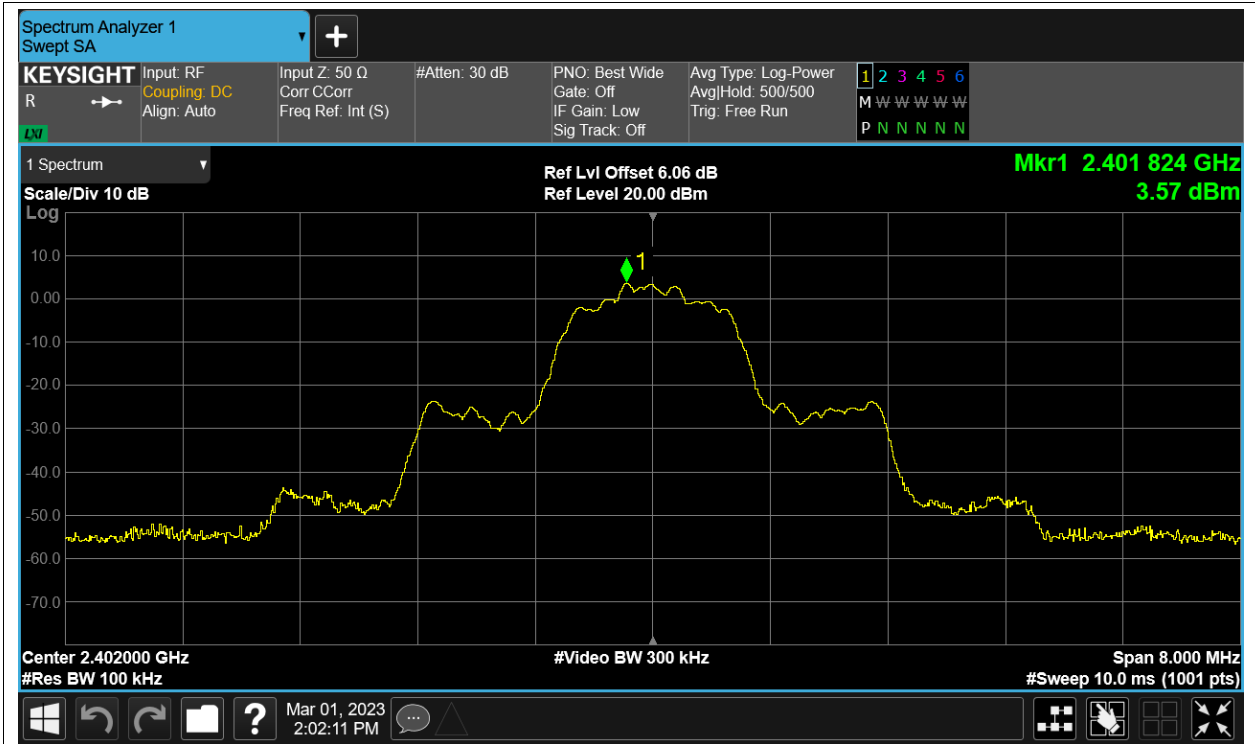 Spectrum Analyzer 1
Swept SA
+
KEYSIGHT Input: RF Input Z: 50 Ω #Atten: 30 dB PNO: Best Wide Avg Type: Log-Power 1 2 3 4 5 6
R Coupling: DC Corr CCorr Gate: Off Avg|Hold: 500/500 M W W W W W W
Align: Auto Freq Ref: Int (S) IF Gain: Low Trig: Free Run
LXI Sig Track: Off P N N N N N N
1 Spectrum
Ref Lvl Offset 6.06 dB Mkr1 2.401 824 GHz
Scale/Div 10 dB Ref Level 20.00 dBm 3.57 dBm
Log
10.0
1
0.00
-10.0
-20.0
-30.0
-40.0
-50.0
-60.0
-70.0
Center 2.402000 GHz #Video BW 300 kHz Span 8.000 MHz
#Res BW 100 kHz #Sweep 10.0 ms (1001 pts)
? Mar 01, 2023
2:02:11 PM